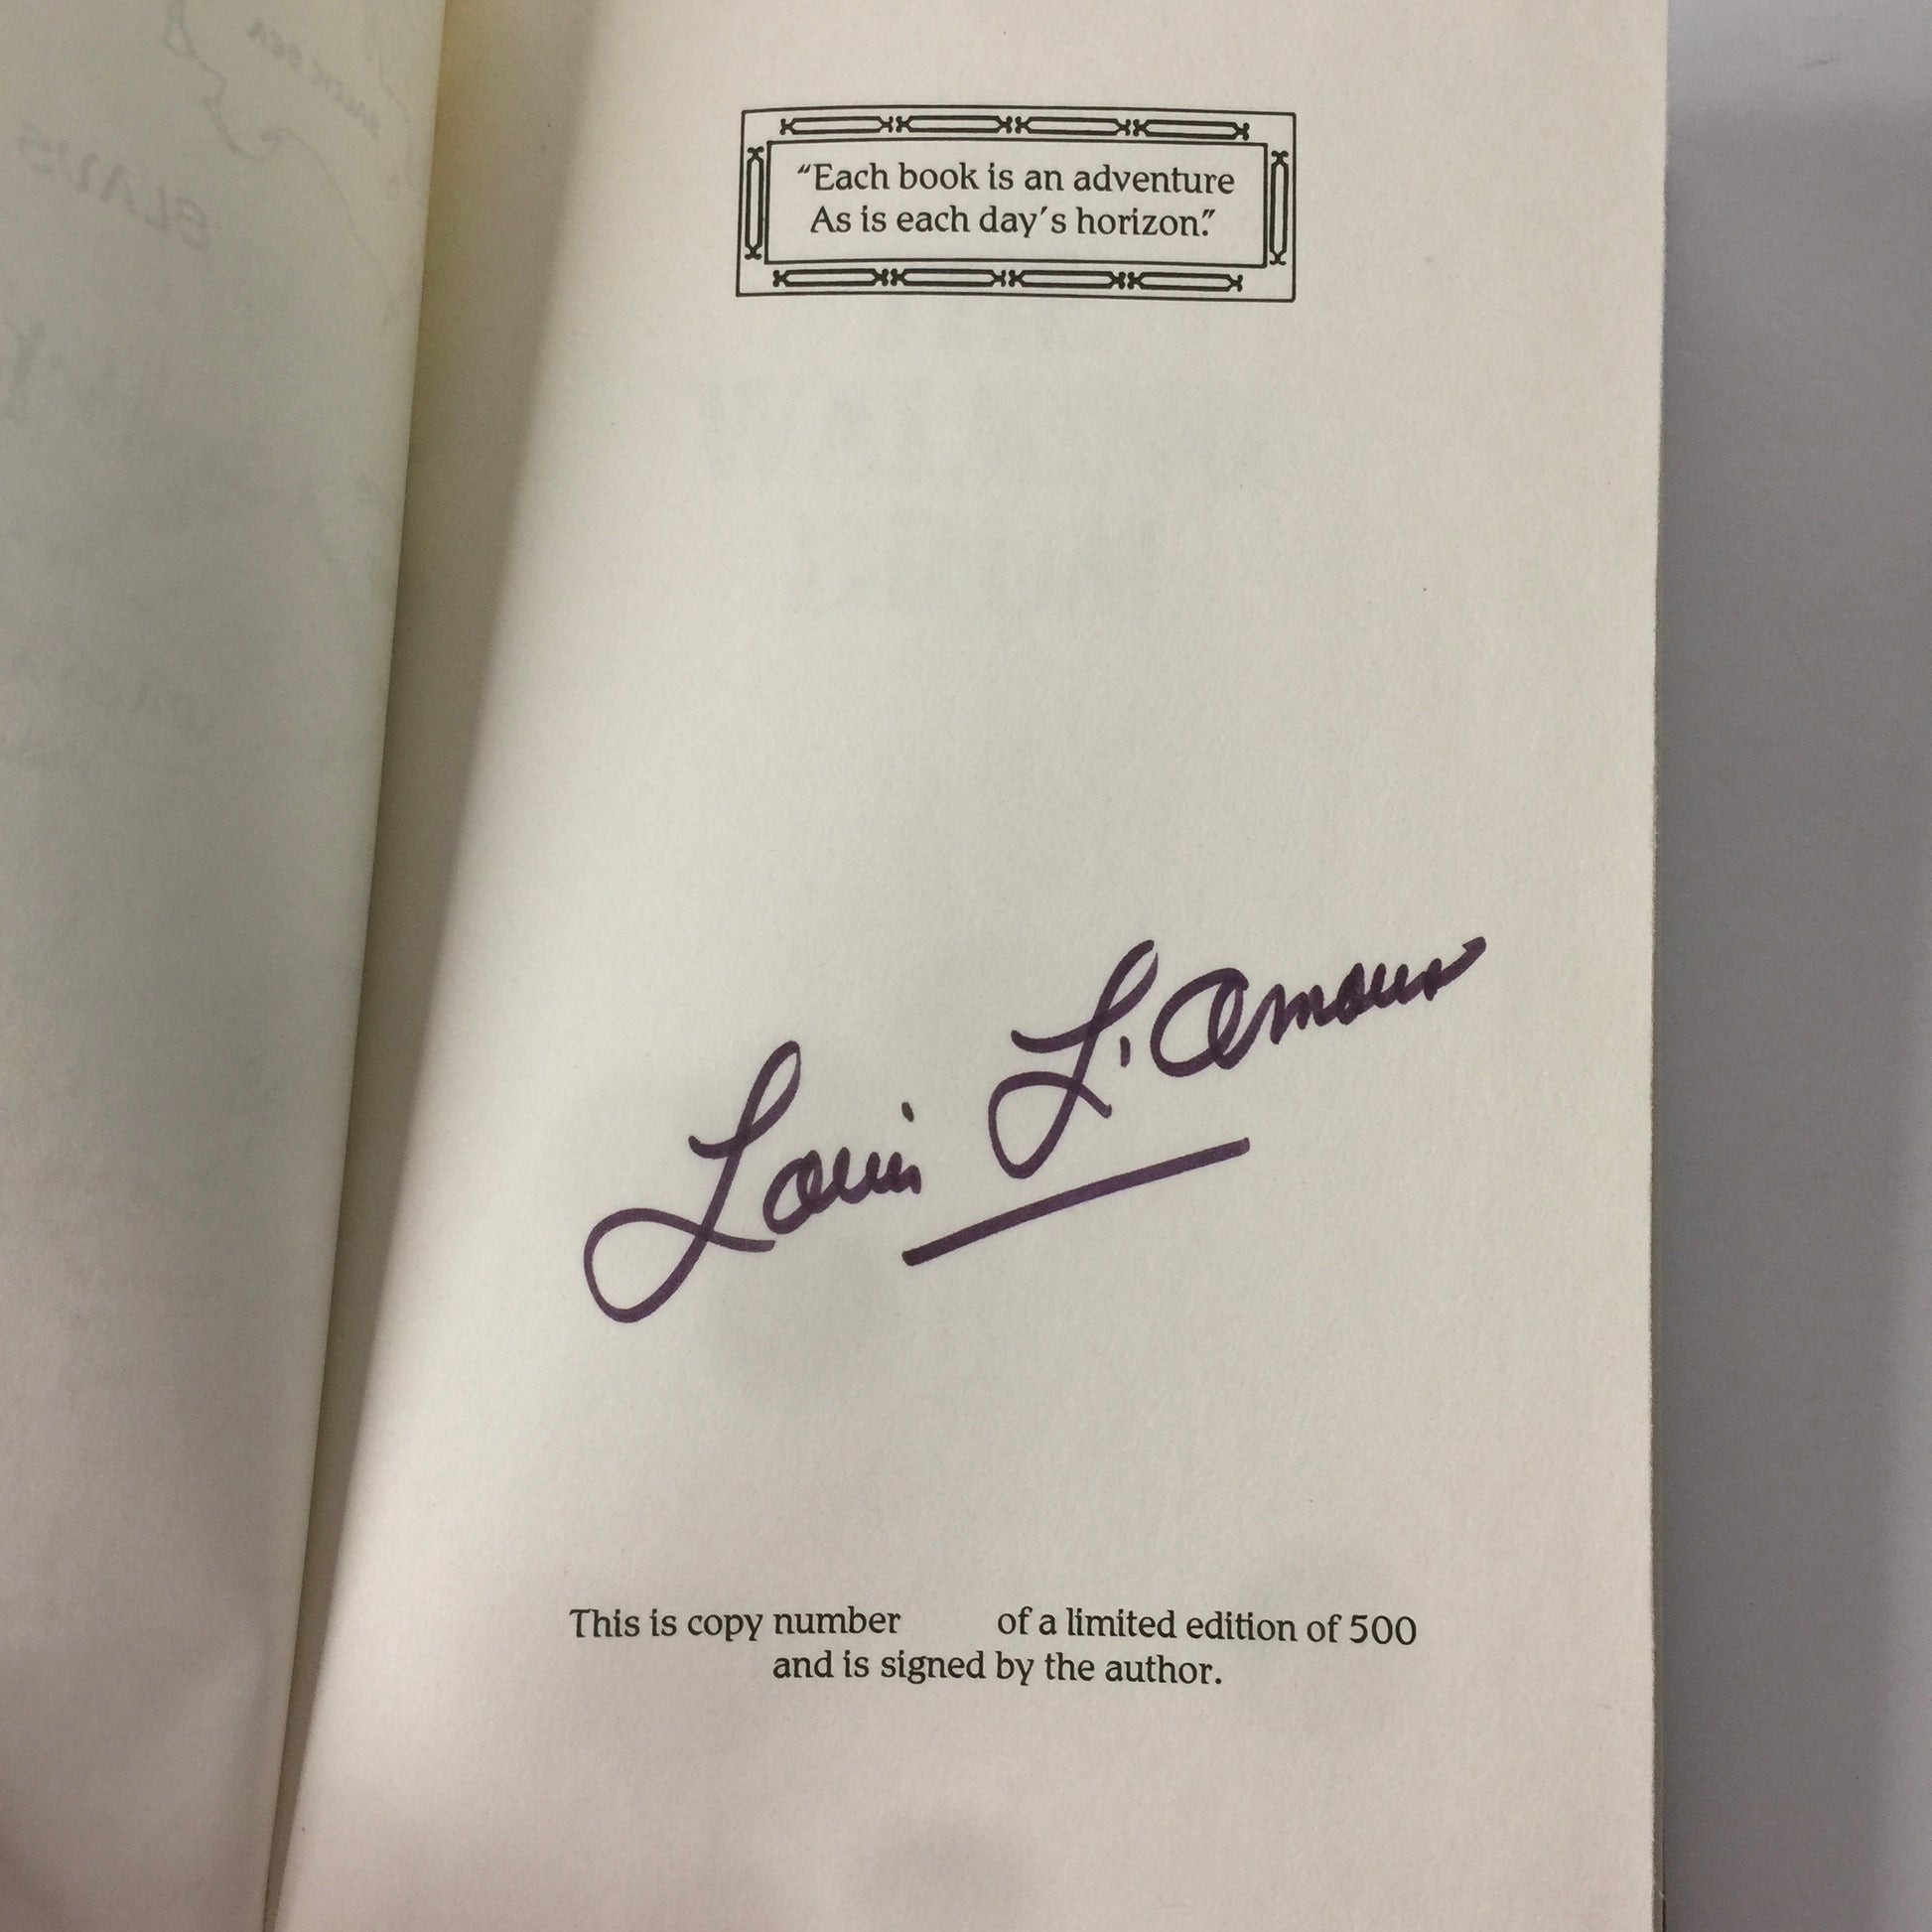 “Each book is an adventure
As is each day's horizon.”
Louis L'Amour
This is copy number of a limited edition of 500
and is signed by the author.